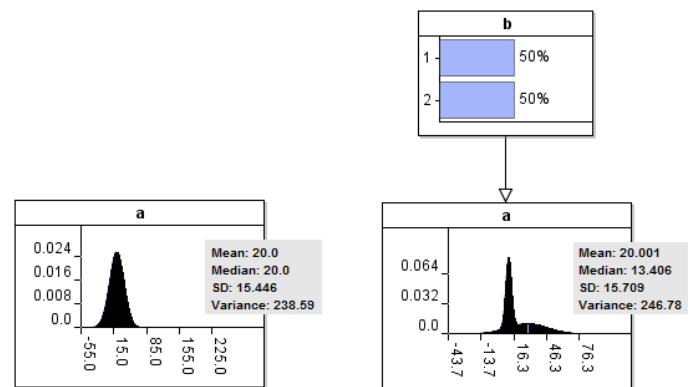 b
1
50%
2
50%
a
0.024
0.016
0.008
0.0
-55.0
15.0
85.0
155.0
225.0
Mean: 20.0
Median: 20.0
SD: 15.446
Variance: 238.59
a
0.064
0.032
0.0
-43.7
-13.7
16.3
46.3
76.3
Mean: 20.001
Median: 13.406
SD: 15.709
Variance: 246.78